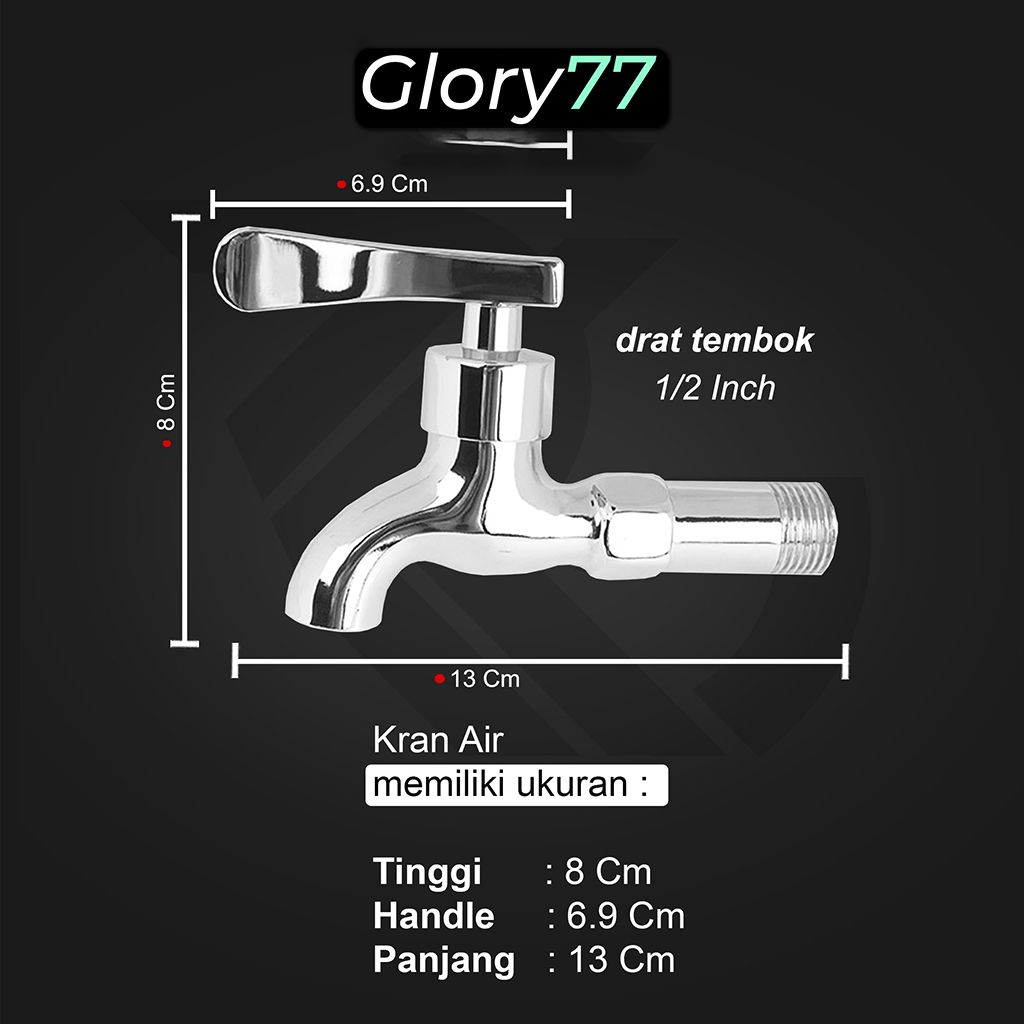 Glory77
6.9 Cm
8 Cm
drat tembok
1/2 Inch
13 Cm
Kran Air
memiliki ukuran :
Tinggi : 8 Cm
Handle : 6.9 Cm
Panjang : 13 Cm